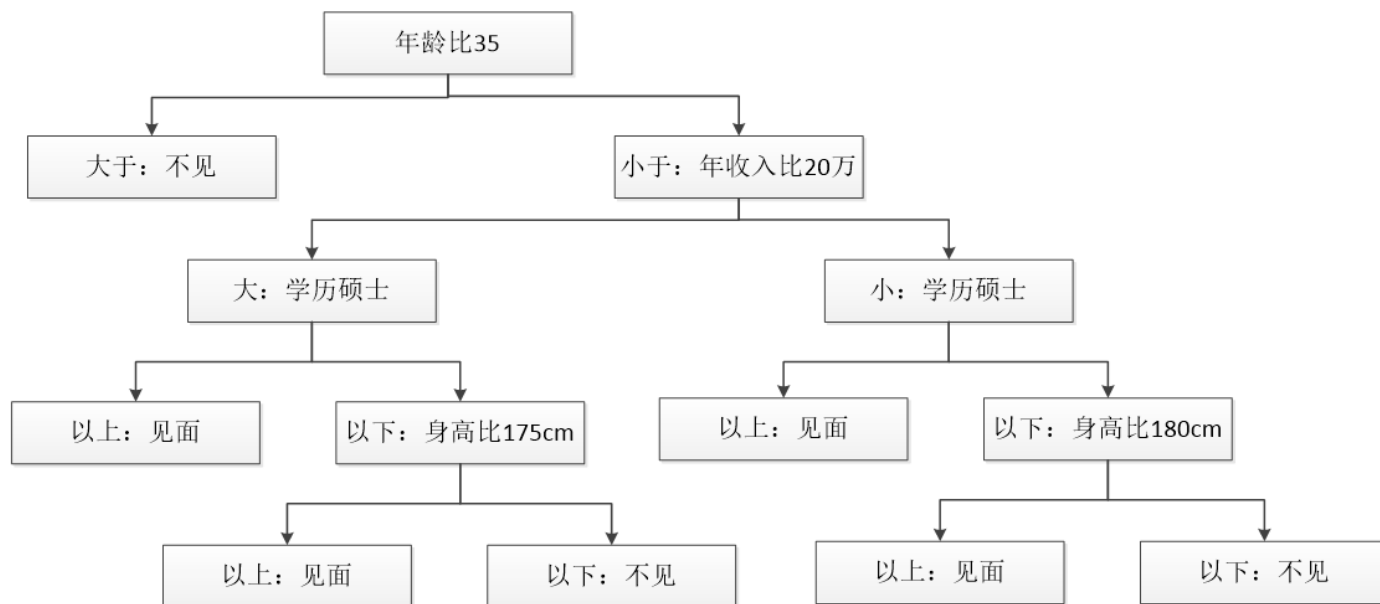 年龄比35
大于：不见
小于：年收入比20万
大：学历硕士
小：学历硕士
以上：见面
以下：身高比175cm
以上：见面
以下：身高比180cm
以上：见面
以下：不见
以上：见面
以下：不见